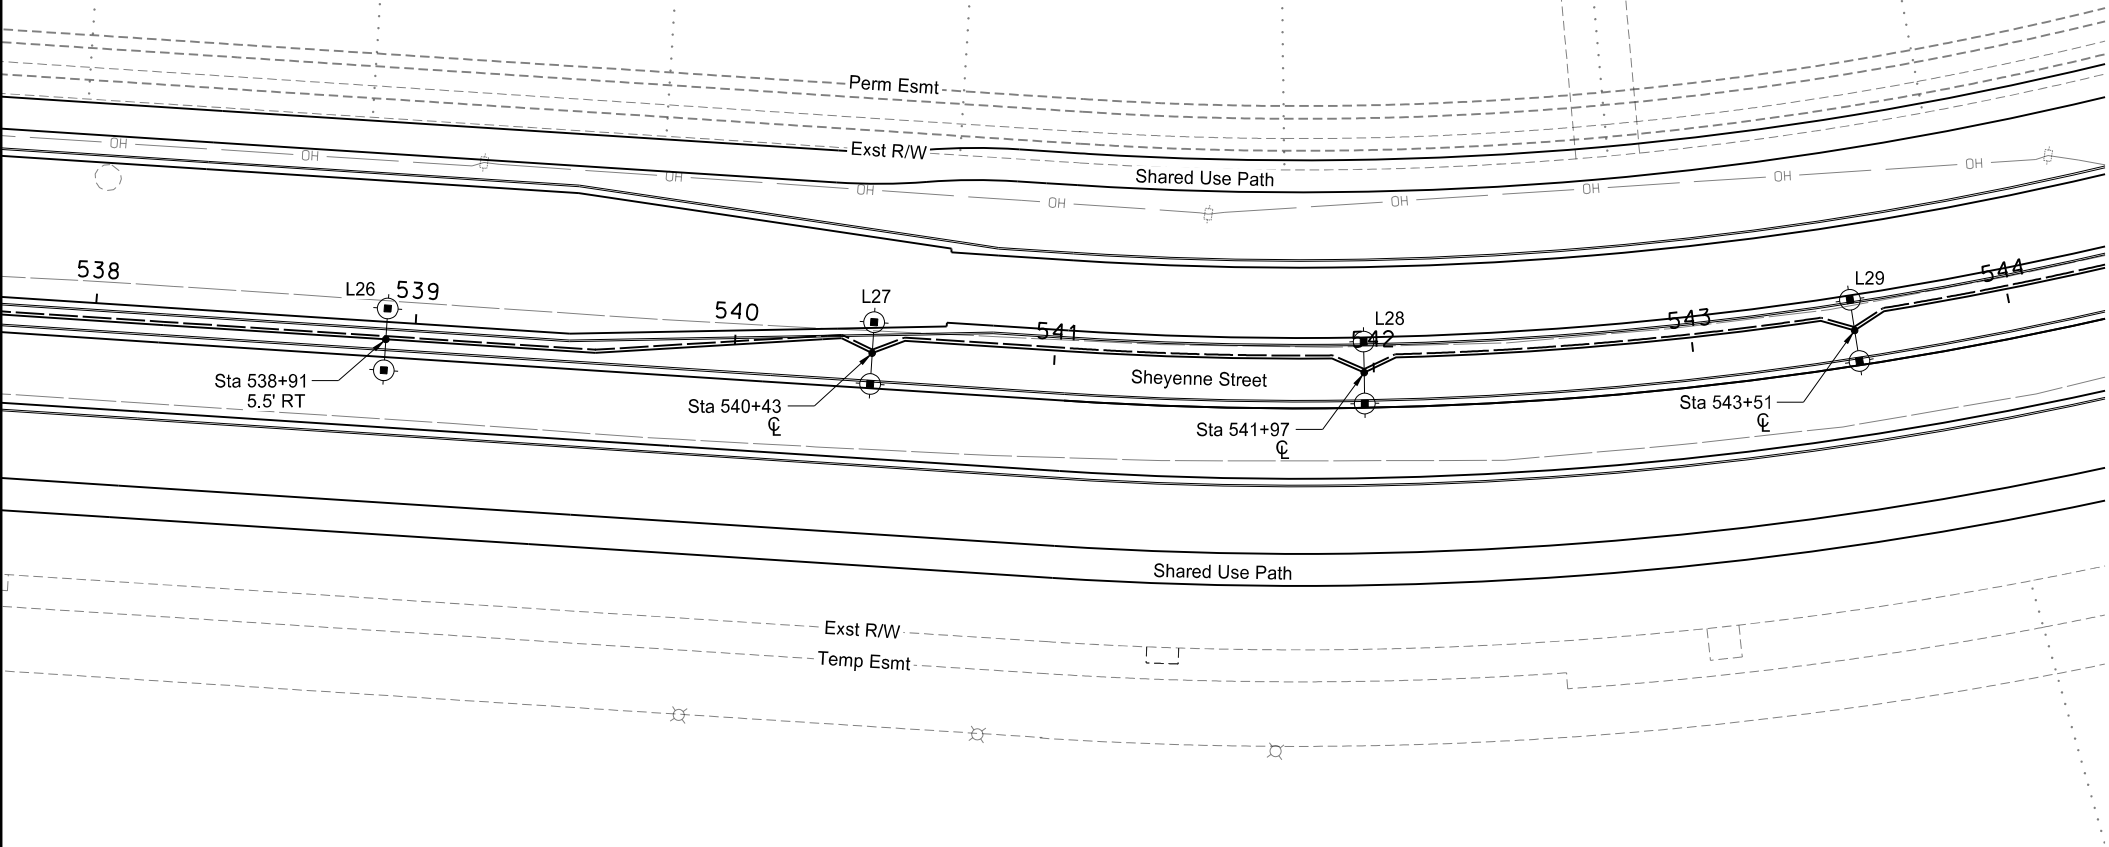 Perm Esmt
OH
OH
Exst R/W
OH
OH
OH
OH
OH
OH
OH
Shared Use Path
538
L26
539
540
L27
541
L28
542
543
L29
544
Sta 538+91
5.5' RT
Sta 540+43
℄
Sheyenne Street
Sta 541+97
℄
Sta 543+51
℄
Shared Use Path
Exst R/W
Temp Esmt